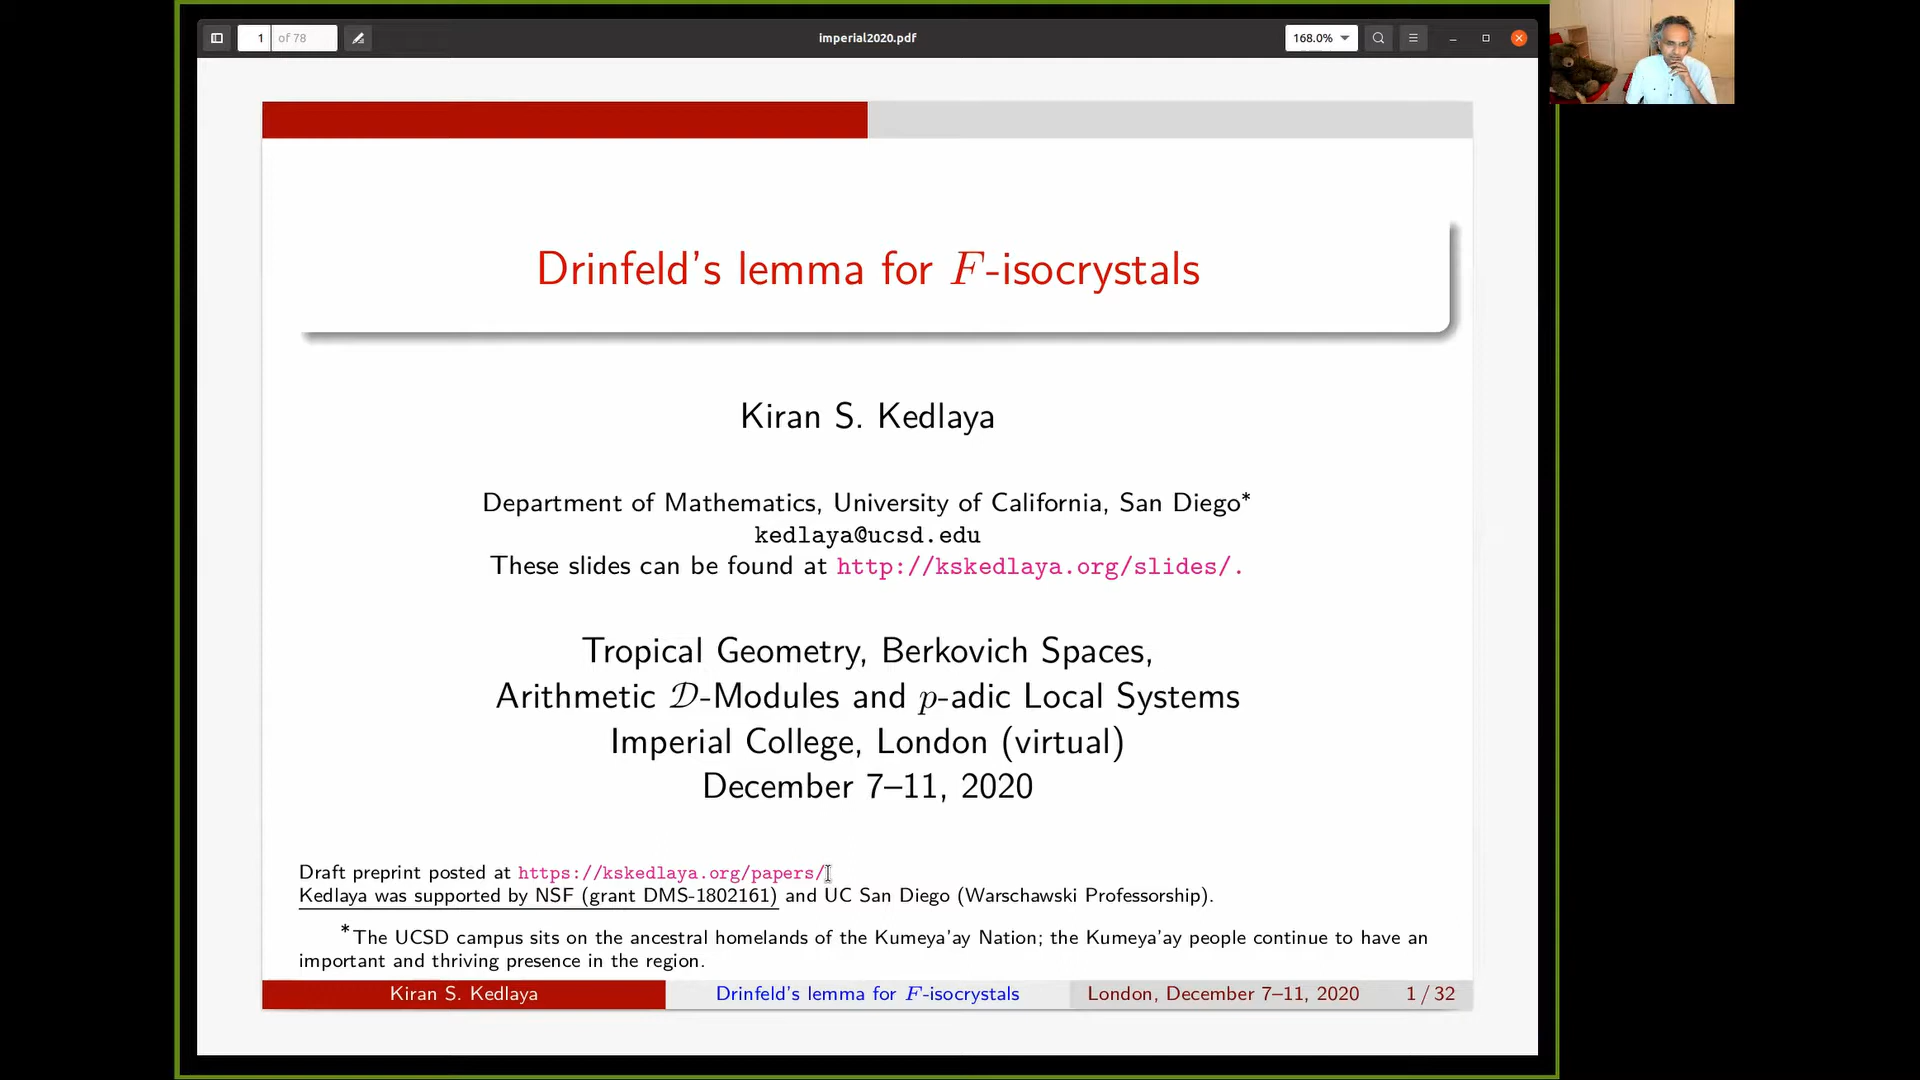 1 of 78
imperial2020.pdf
168.0%
Drinfeld's lemma for F-isocrystals
Kiran S. Kedlaya
Department of Mathematics, University of California, San Diego*
kedlaya@ucsd.edu
These slides can be found at http://kskedlaya.org/slides/.
Tropical Geometry, Berkovich Spaces,
Arithmetic 𝒟-Modules and p-adic Local Systems
Imperial College, London (virtual)
December 7–11, 2020
Draft preprint posted at https://kskedlaya.org/papers/
Kedlaya was supported by NSF (grant DMS-1802161) and UC San Diego (Warschawski Professorship).
*The UCSD campus sits on the ancestral homelands of the Kumeya'ay Nation; the Kumeya'ay people continue to have an
important and thriving presence in the region.
Kiran S. Kedlaya Drinfeld's lemma for F-isocrystals London, December 7–11, 2020 1 / 32